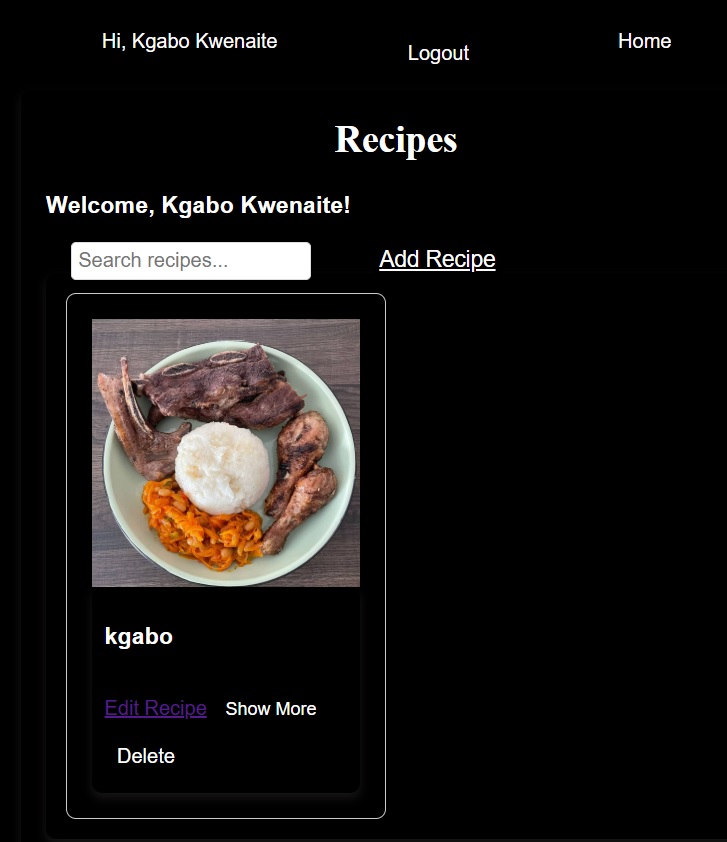 Hi, Kgabo Kwenaite
Logout
Home
Recipes
Welcome, Kgabo Kwenaite!
Search recipes...
Add Recipe
kgabo
Edit Recipe
Show More
Delete